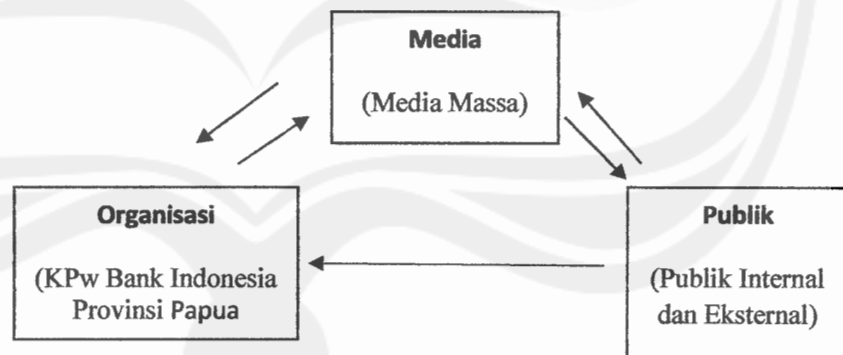 Media
(Media Massa)
Organisasi
(KPw Bank Indonesia
Provinsi Papua
Publik
(Publik Internal
dan Eksternal)